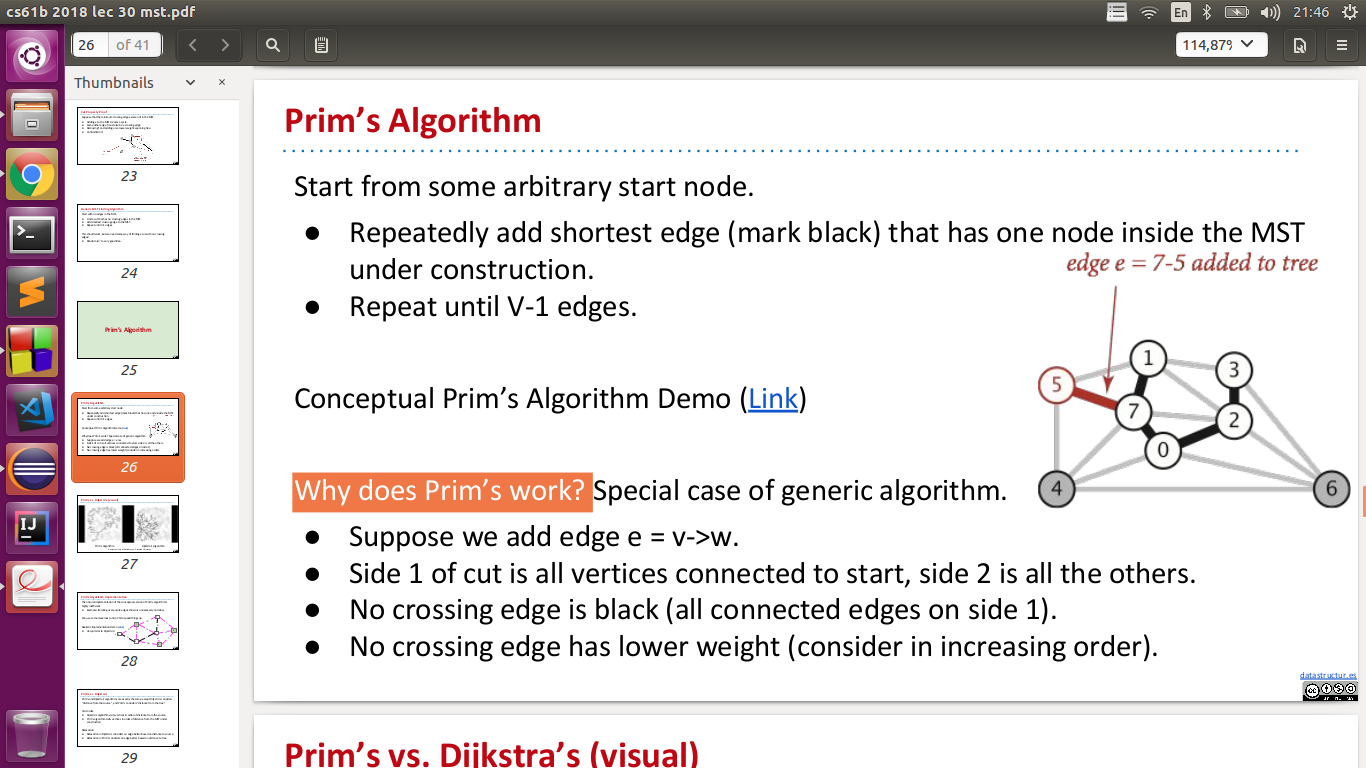 cs61b 2018 lec 30 mst.pdf
En
21:46
26
of 41
114,87%
Thumbnails
23
24
Prim's Algorithm
25
26
27
28
29
Prim's Algorithm
Start from some arbitrary start node.
● Repeatedly add shortest edge (mark black) that has one node inside the MST
under construction.
● Repeat until V-1 edges.
edge e = 7-5 added to tree
1
3
5
7
2
0
4
6
Conceptual Prim's Algorithm Demo (Link)
Why does Prim's work? Special case of generic algorithm.
● Suppose we add edge e = v->w.
● Side 1 of cut is all vertices connected to start, side 2 is all the others.
● No crossing edge is black (all connected edges on side 1).
● No crossing edge has lower weight (consider in increasing order).
datastructur.es
Prim's vs. Dijkstra's (visual)